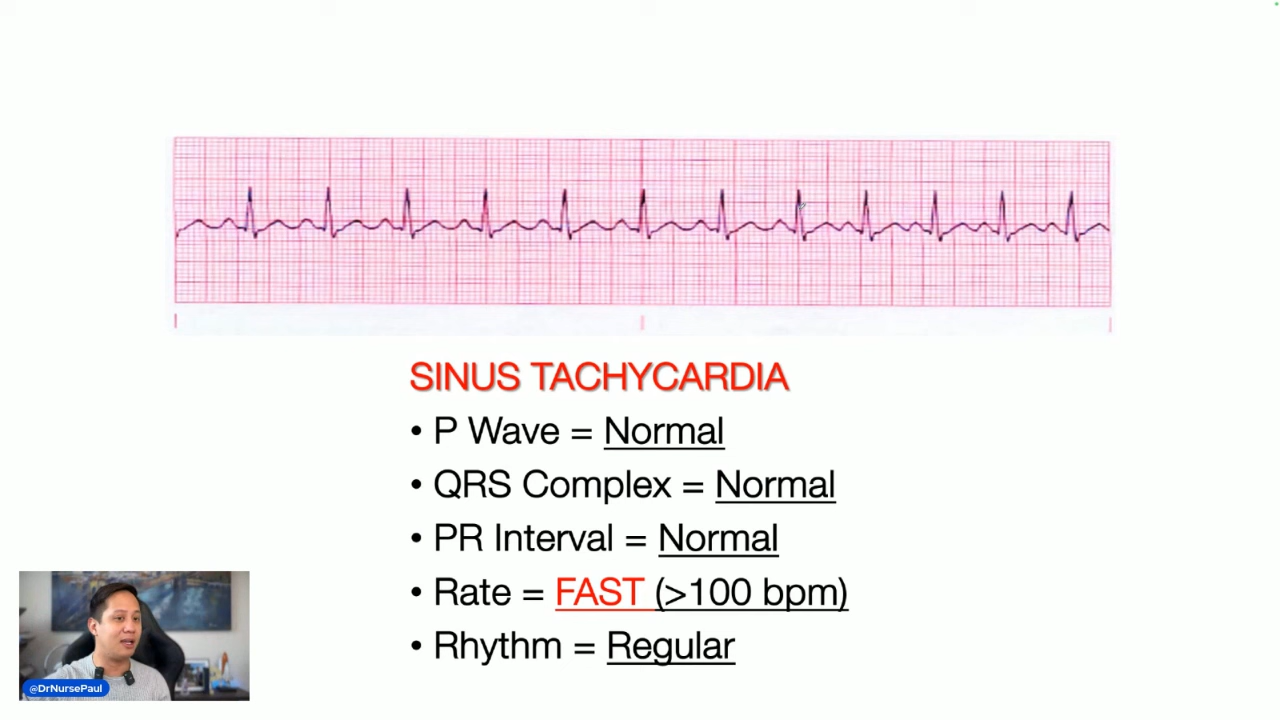 SINUS TACHYCARDIA
• P Wave = Normal
• QRS Complex = Normal
• PR Interval = Normal
• Rate = FAST (>100 bpm)
• Rhythm = Regular
@DrNursePaul